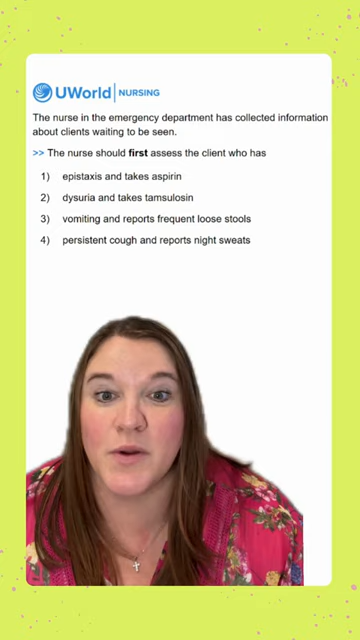 UWorld NURSING
The nurse in the emergency department has collected information
about clients waiting to be seen.
>> The nurse should first assess the client who has
1) epistaxis and takes aspirin
2) dysuria and takes tamsulosin
3) vomiting and reports frequent loose stools
4) persistent cough and reports night sweats